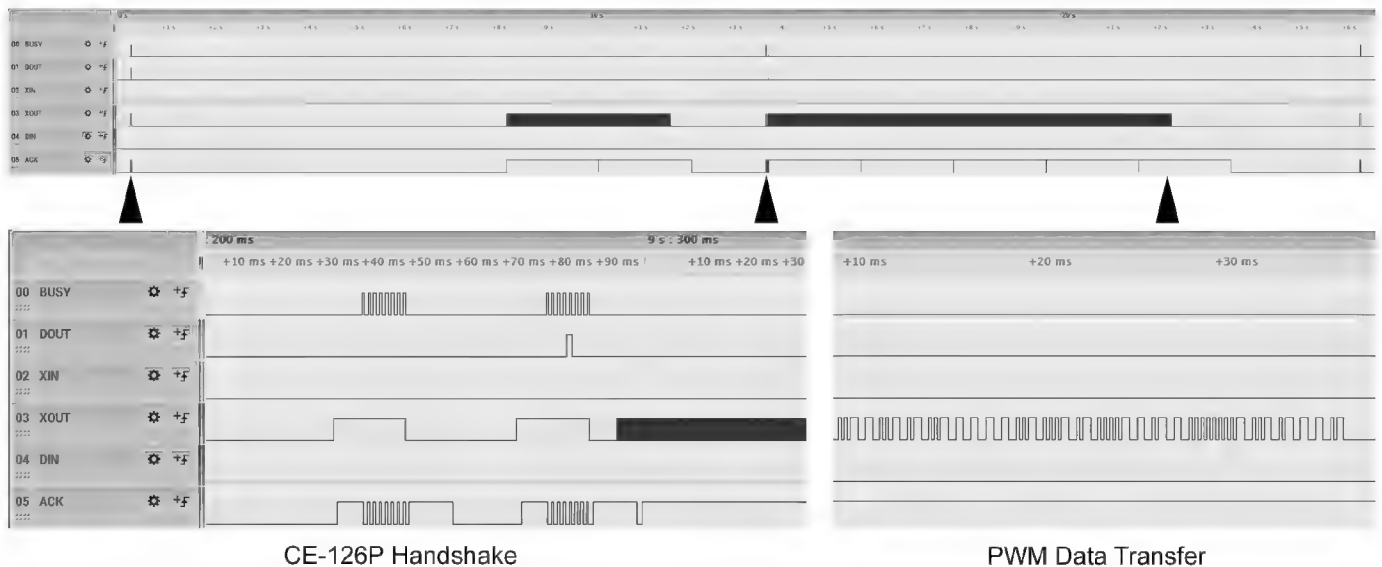 0 s 10 s 20 s
00 BUSY
01 DOUT
02 XIN
03 XOUT
04 DIN
05 ACK
200 ms 9 s : 300 ms
+10 ms +20 ms +30 ms +40 ms +50 ms +60 ms +70 ms +80 ms +90 ms +10 ms +20 ms +30
+10 ms +20 ms +30 ms
00 BUSY
01 DOUT
02 XIN
03 XOUT
04 DIN
05 ACK
CE-126P Handshake
PWM Data Transfer